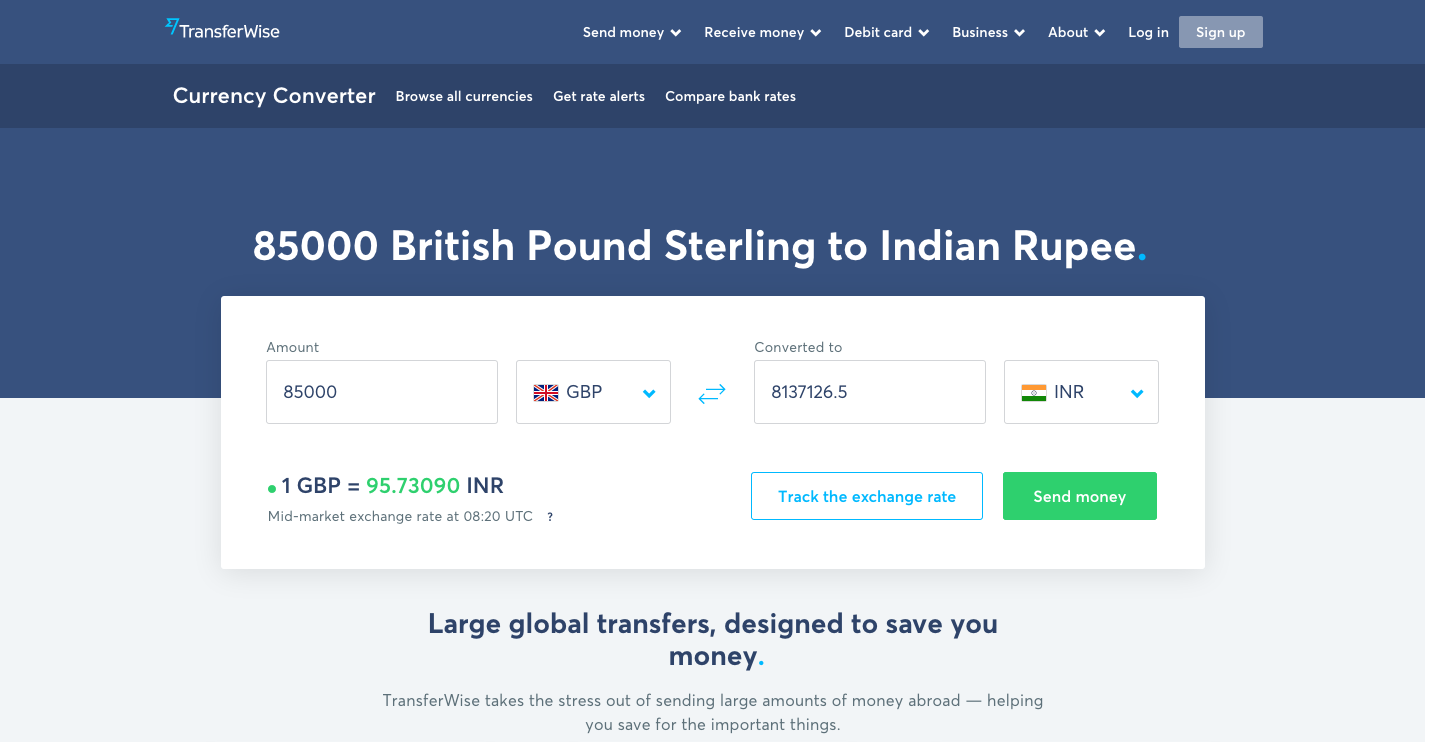 TransferWise
Send money Receive money Debit card Business About Log in Sign up
Currency Converter Browse all currencies Get rate alerts Compare bank rates
85000 British Pound Sterling to Indian Rupee.
Amount Converted to
85000 GBP 8137126.5 INR
1 GBP = 95.73090 INR Track the exchange rate Send money
Mid-market exchange rate at 08:20 UTC ?
Large global transfers, designed to save you
money.
TransferWise takes the stress out of sending large amounts of money abroad — helping
you save for the important things.